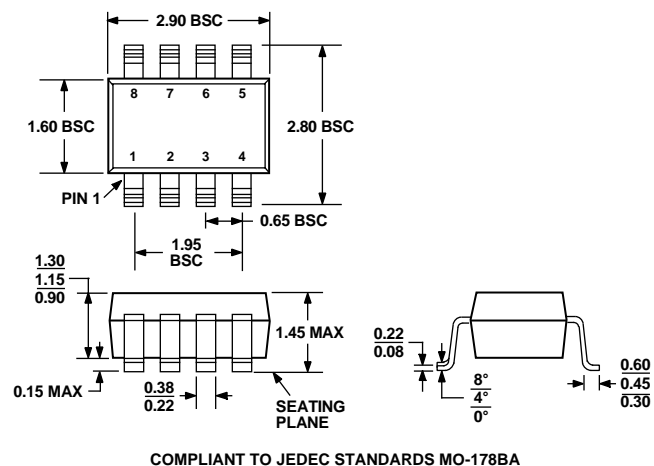 2.90 BSC
8 7 6 5
1.60 BSC
2.80 BSC
1 2 3 4
PIN 1
0.65 BSC
1.95
BSC
1.30
1.15
0.90
1.45 MAX
0.15 MAX
0.38
0.22
SEATING
PLANE
0.22
0.08
8°
4°
0°
0.60
0.45
0.30
COMPLIANT TO JEDEC STANDARDS MO-178BA